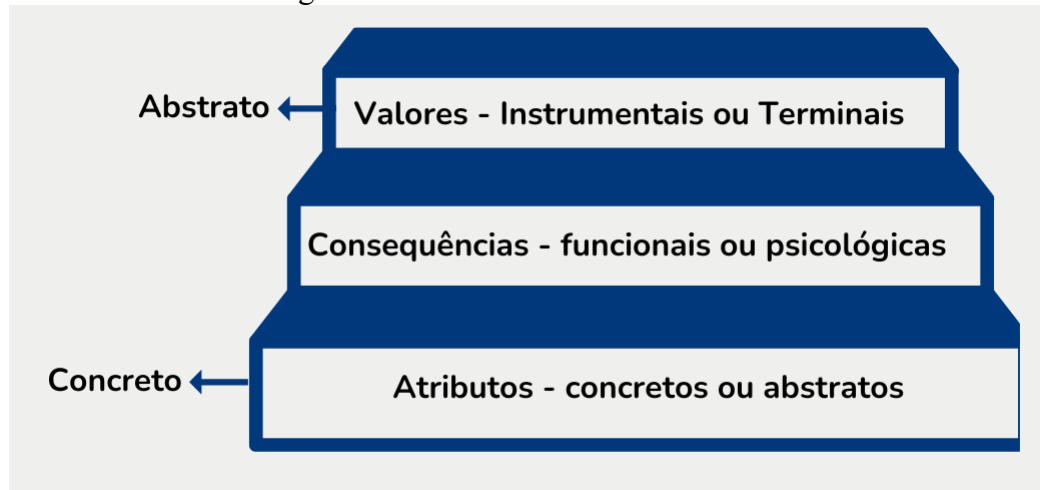 Abstrato
Valores - Instrumentais ou Terminais
Consequências - funcionais ou psicológicas
Concreto
Atributos - concretos ou abstratos